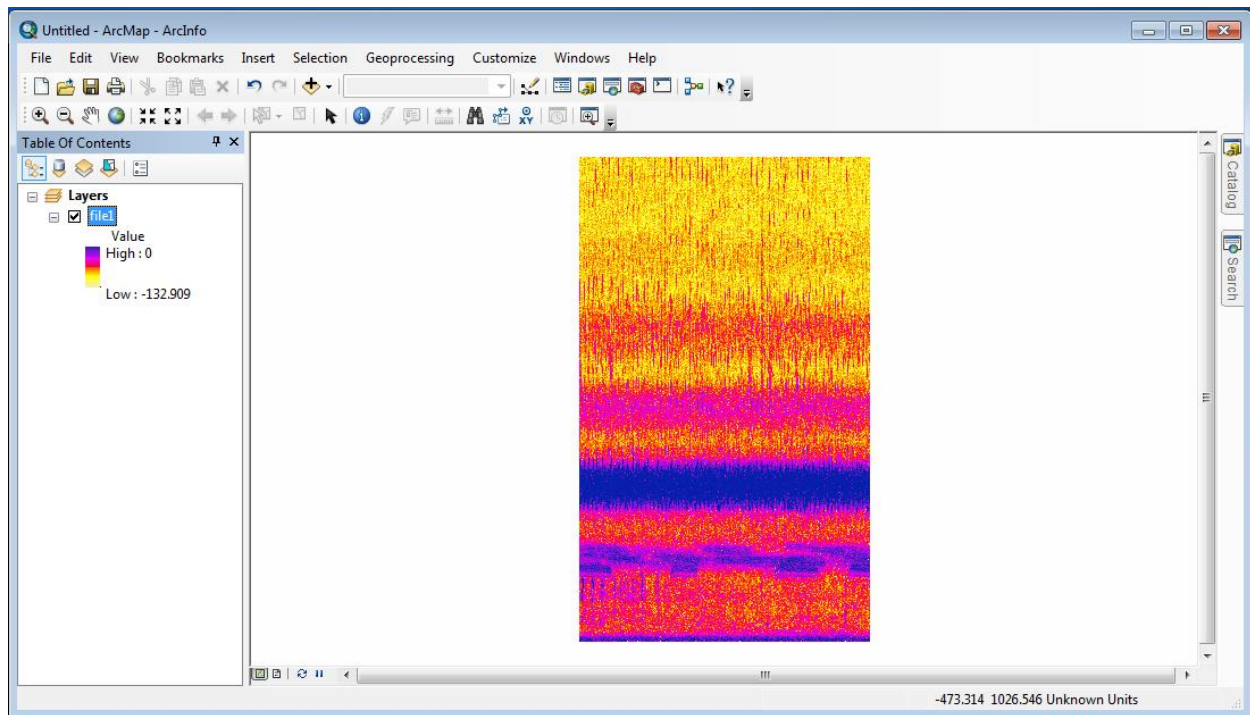 Untitled - ArcMap - ArcInfo
File Edit View Bookmarks Insert Selection Geoprocessing Customize Windows Help
Table Of Contents
Layers
file1
Value
High : 0
Low : -132.909
Catalog
Search
-473.314 1026.546 Unknown Units